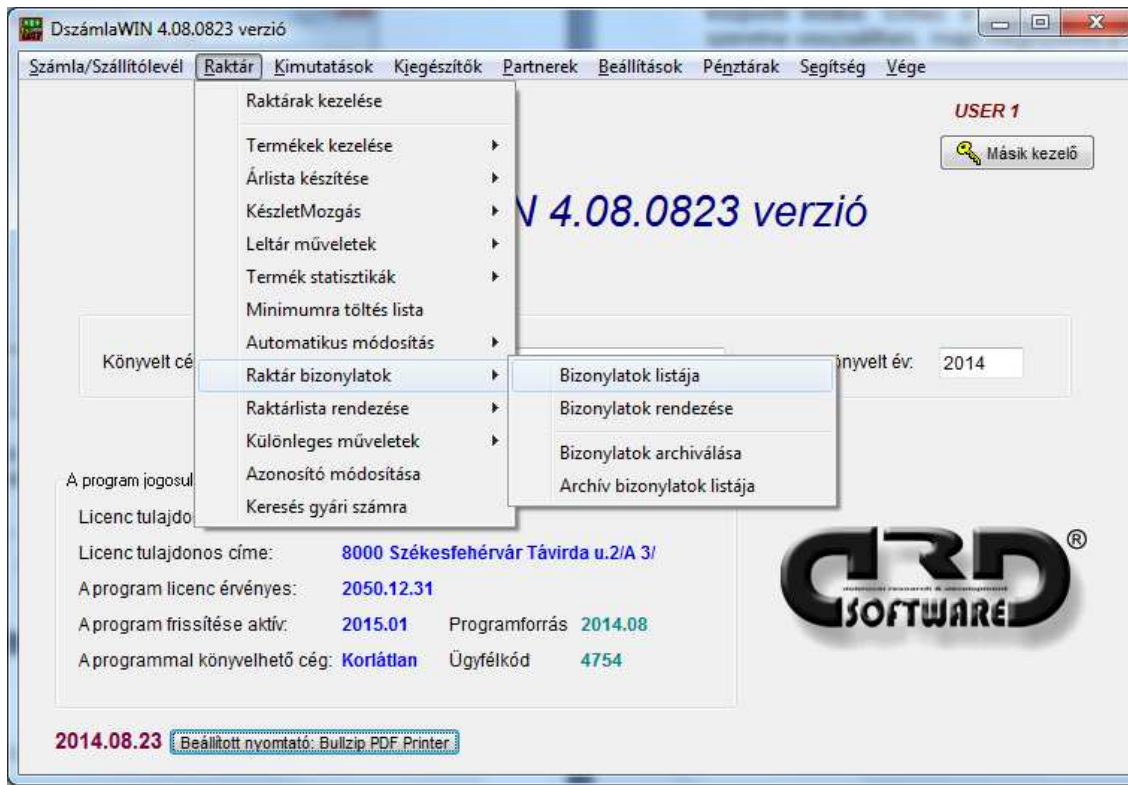 DszámlaWIN 4.08.0823 verzió
Számla/Szállítólevél Raktár Kimutatások Kiegészítők Partnerek Beállítások Pénztárak Segítség Vége
Raktárak kezelése
USER 1
Termékek kezelése
Másik kezelő
Árlista készítése
KészletMozgás
N 4.08.0823 verzió
Leltár műveletek
Termék statisztikák
Minimumra töltés lista
Automatikus módosítás
Könyvelt cé
Raktár bizonylatok
Bizonylatok listája
önyvelt év: 2014
Raktárlista rendezése
Bizonylatok rendezése
Különleges műveletek
Bizonylatok archiválása
A program jogosul
Azonosító módosítása
Archív bizonylatok listája
Licenc tulajdo
Keresés gyári számra
Licenc tulajdonos címe: 8000 Székesfehérvár Távirda u.2/A 3/
A program licenc érvényes: 2050.12.31
A program frissítése aktív: 2015.01 Programforrás 2014.08
A programmal könyvelhető cég: Korlátlan Ügyfélkód 4754
DRD ®
SOFTWARE
2014.08.23 Beállított nyomtató: Bullzip PDF Printer